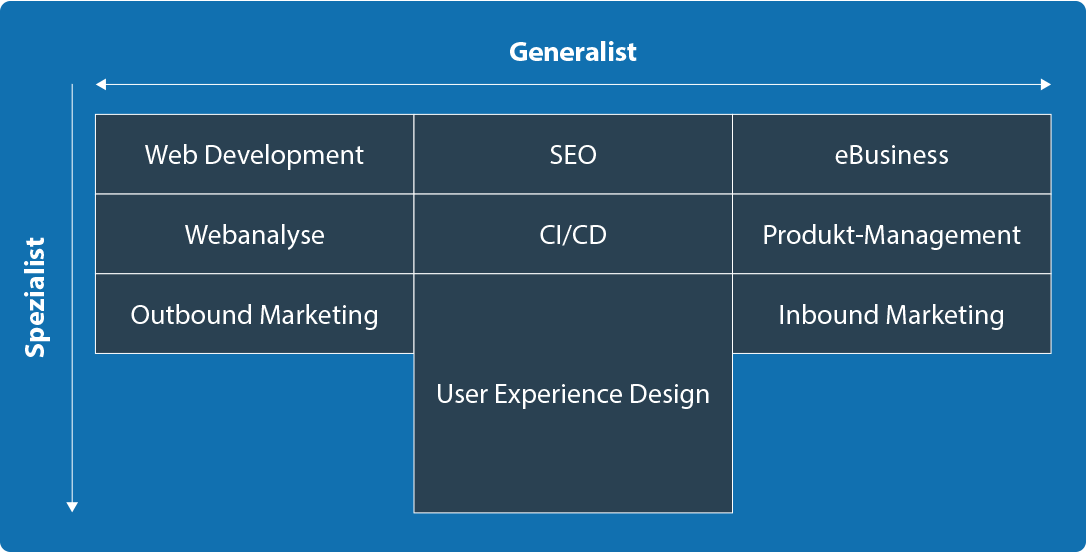 Generalist
Spezialist
Web Development
SEO
eBusiness
Webanalyse
CI/CD
Produkt-Management
Outbound Marketing
Inbound Marketing
User Experience Design